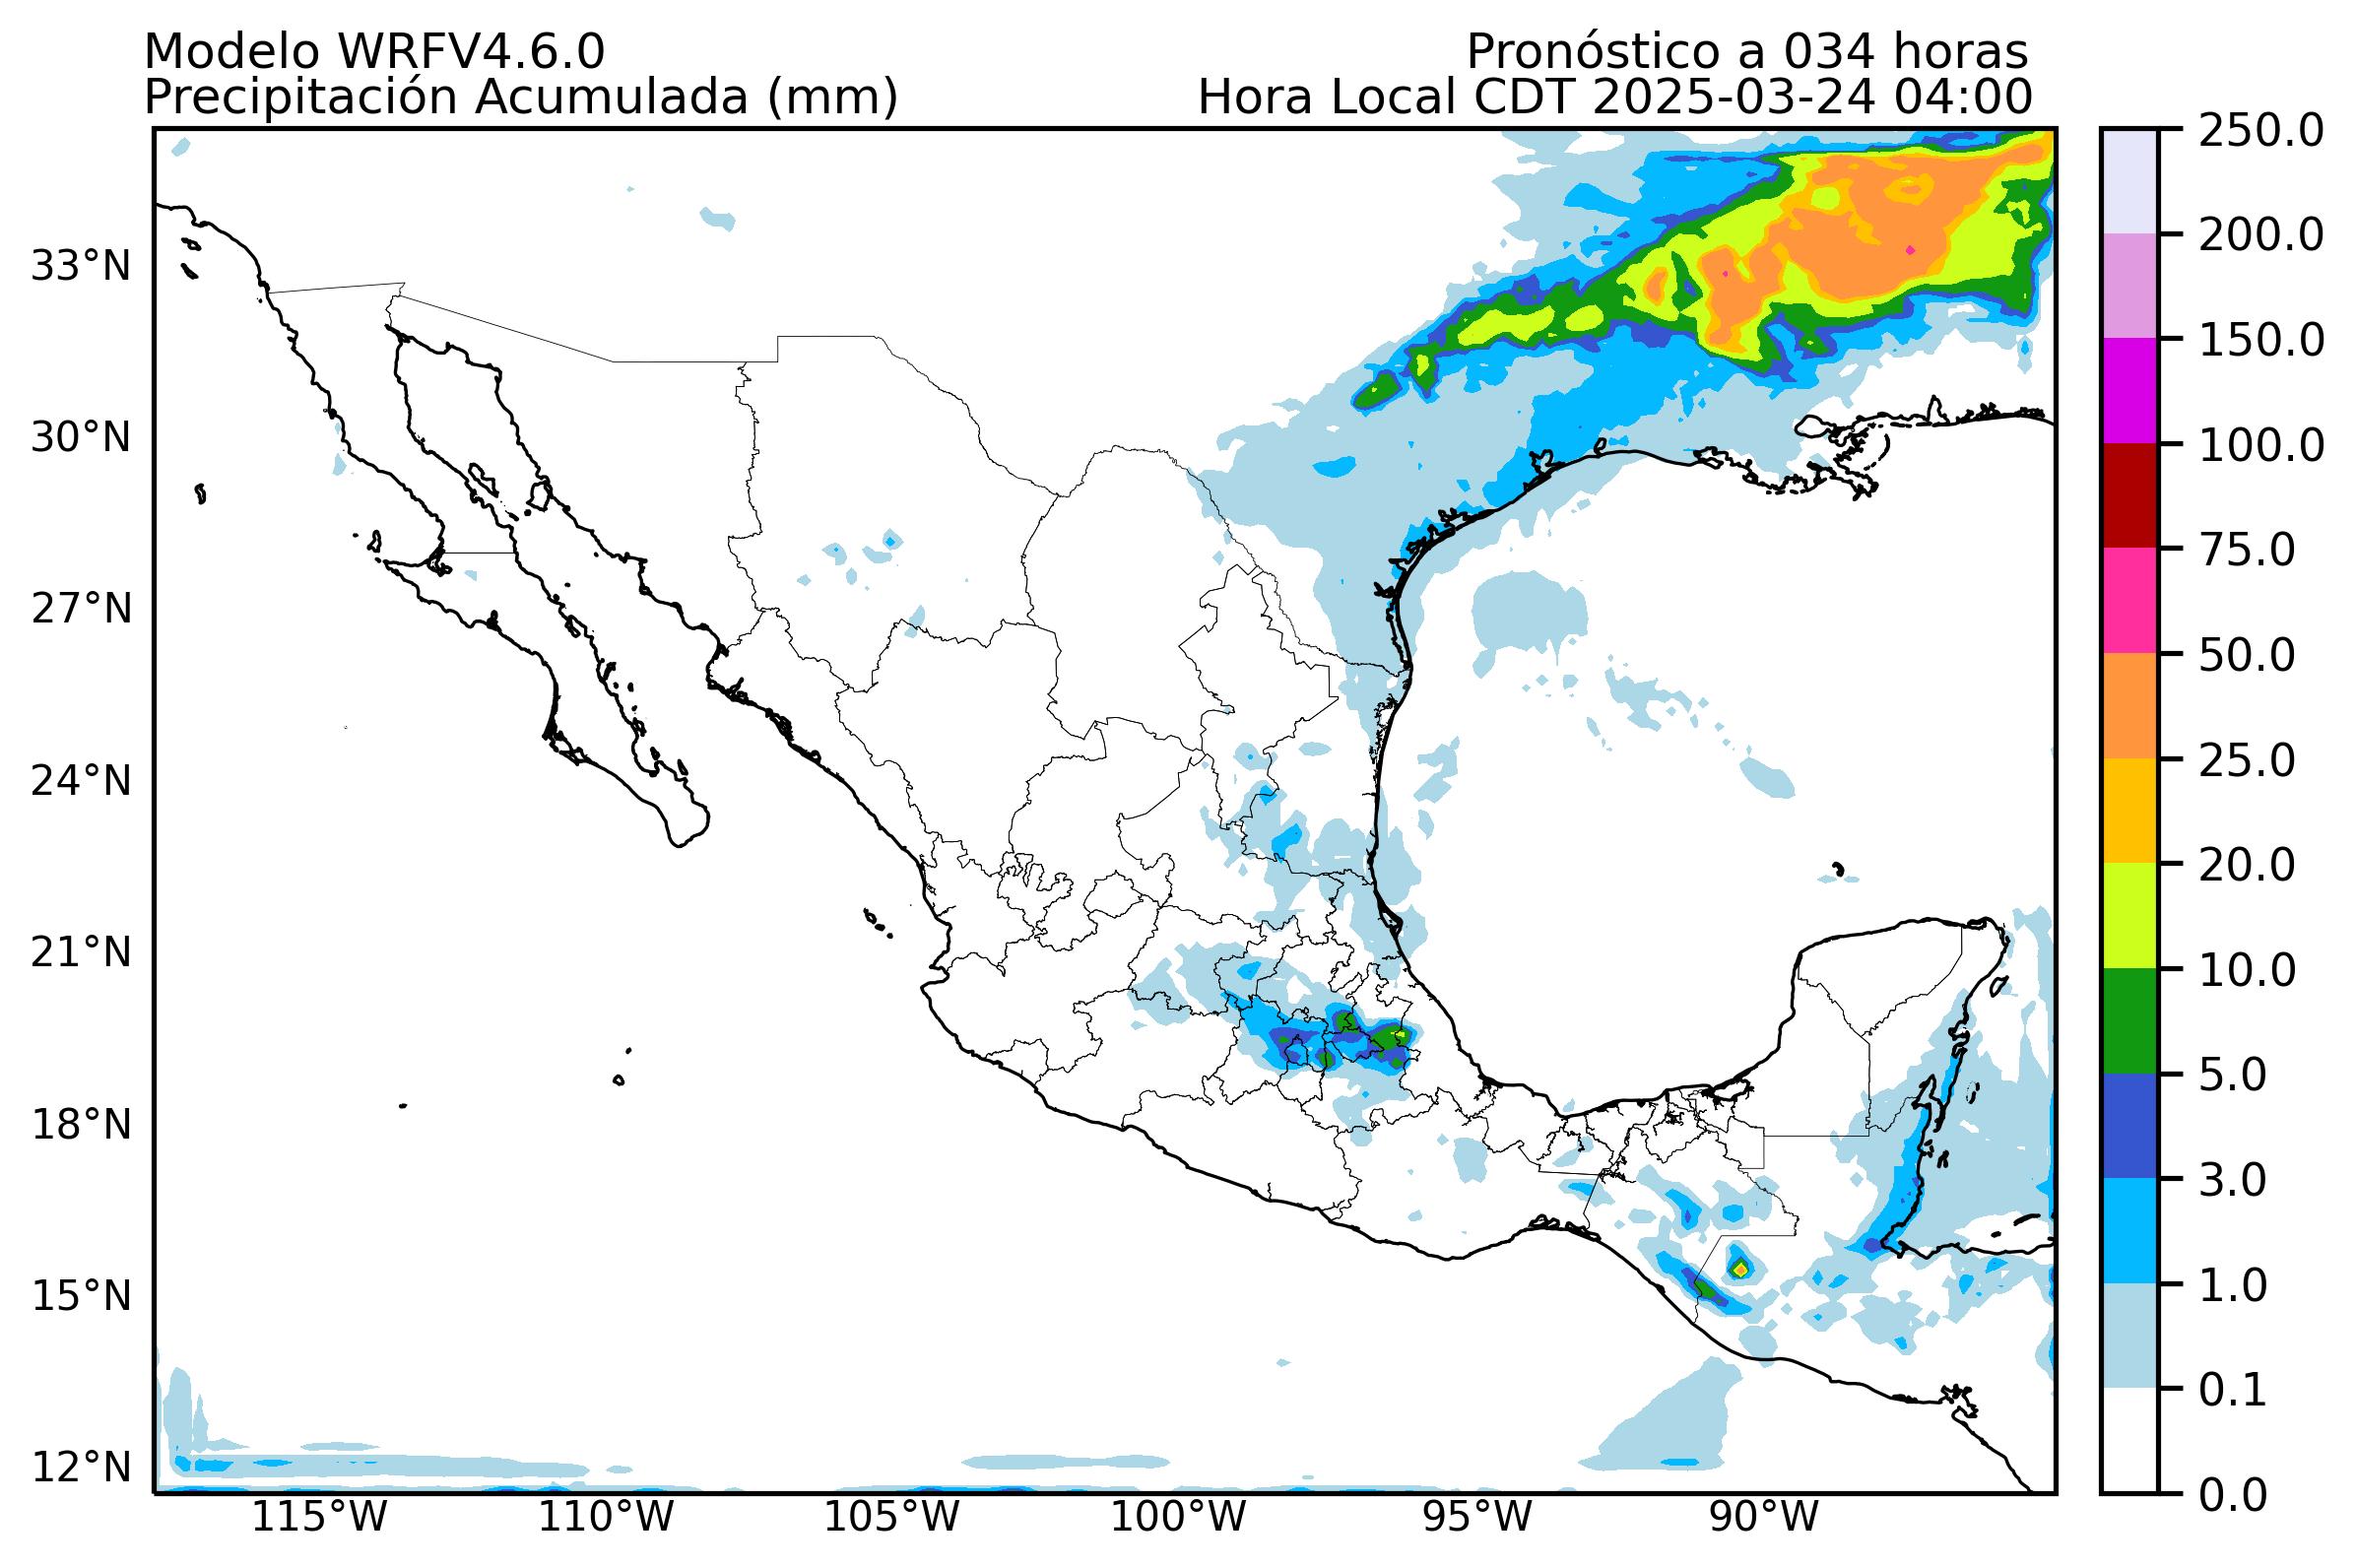 Modelo WRFV4.6.0
Pronóstico a 034 horas
Precipitación Acumulada (mm)
Hora Local CDT 2025-03-24 04:00
33°N
30°N
27°N
24°N
21°N
18°N
15°N
12°N
115°W
110°W
105°W
100°W
95°W
90°W
250.0
200.0
150.0
100.0
75.0
50.0
25.0
20.0
10.0
5.0
3.0
1.0
0.1
0.0